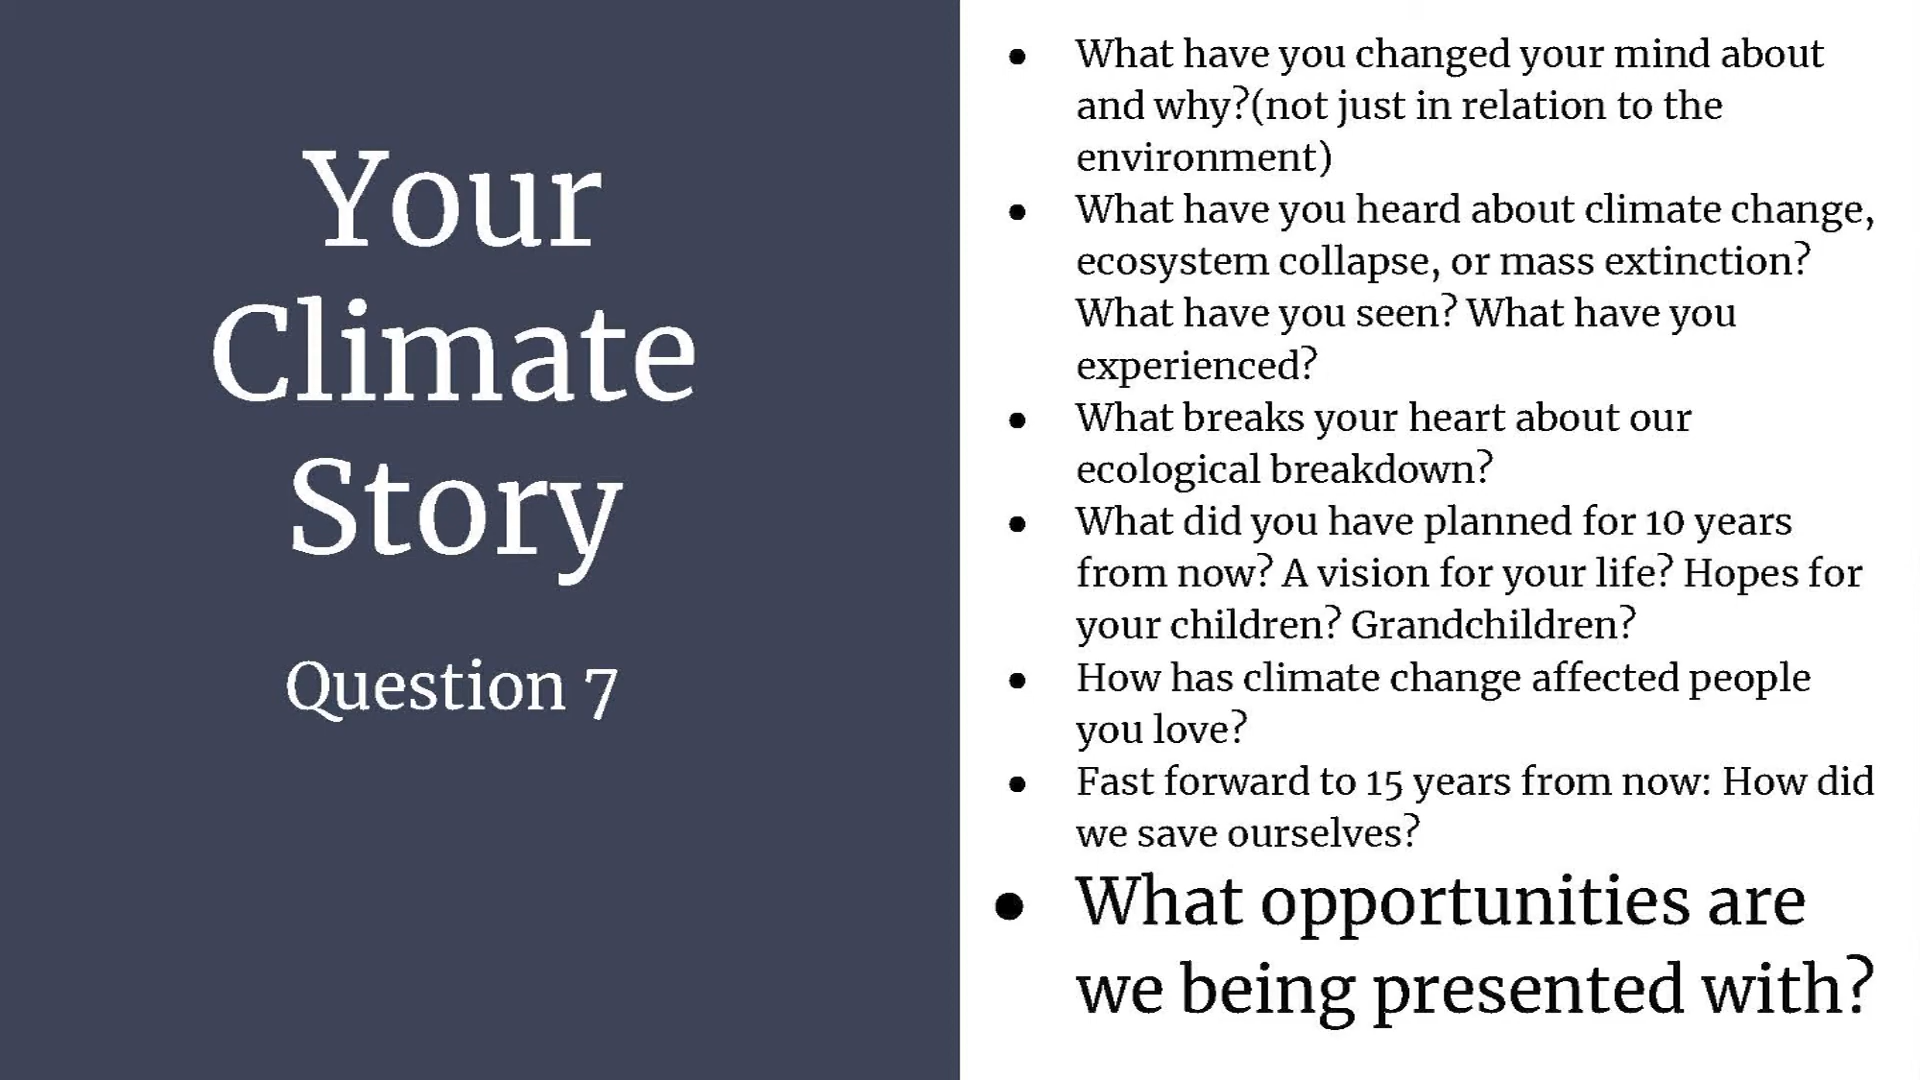 Your
Climate
Story
Question 7
● What have you changed your mind about
and why?(not just in relation to the
environment)
● What have you heard about climate change,
ecosystem collapse, or mass extinction?
What have you seen? What have you
experienced?
● What breaks your heart about our
ecological breakdown?
● What did you have planned for 10 years
from now? A vision for your life? Hopes for
your children? Grandchildren?
● How has climate change affected people
you love?
● Fast forward to 15 years from now: How did
we save ourselves?
● What opportunities are
we being presented with?